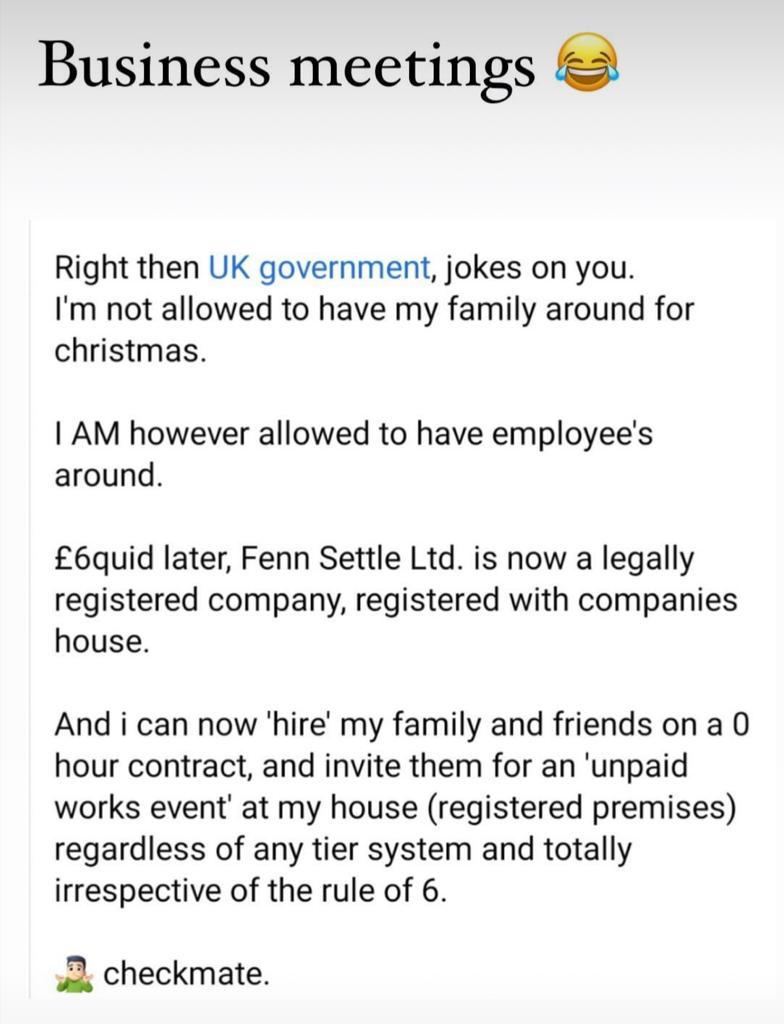 Business meetings 😂
Right then UK government, jokes on you.
I'm not allowed to have my family around for
christmas.
I AM however allowed to have employee's
around.
£6quid later, Fenn Settle Ltd. is now a legally
registered company, registered with companies
house.
And i can now 'hire' my family and friends on a 0
hour contract, and invite them for an 'unpaid
works event' at my house (registered premises)
regardless of any tier system and totally
irrespective of the rule of 6.
🤷🏻‍♂️ checkmate.